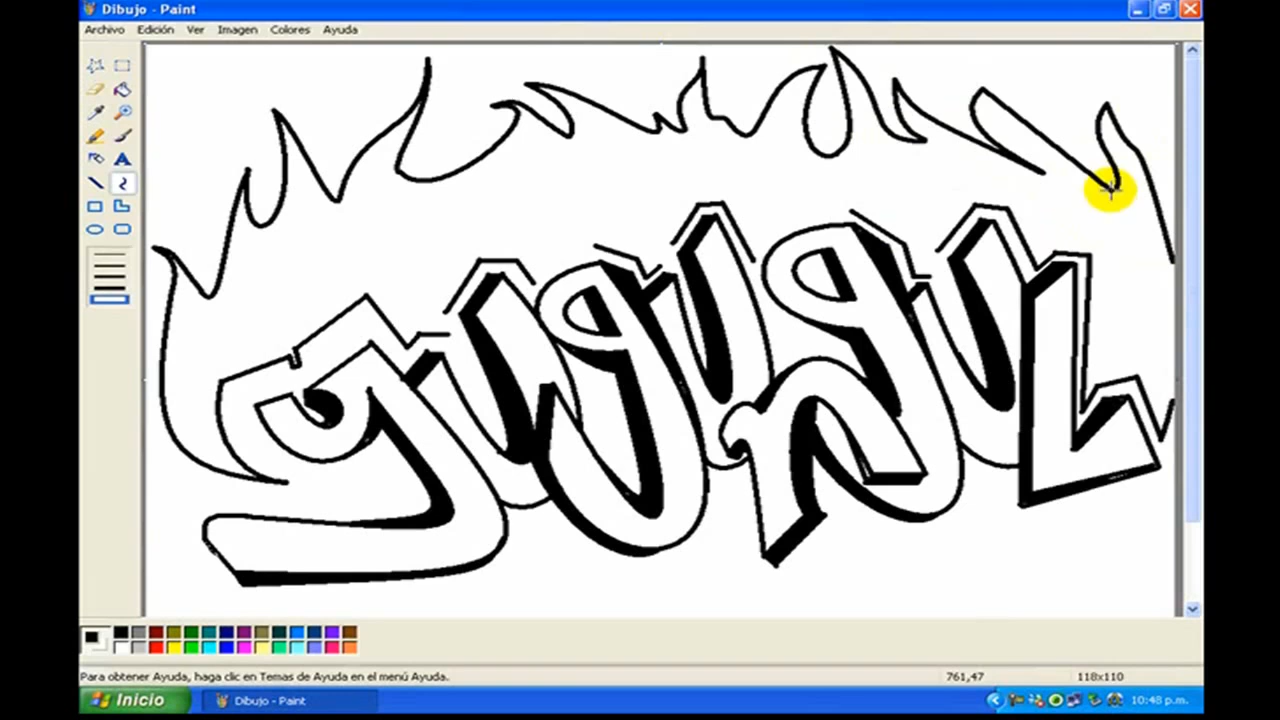 Dibujo - Paint
Archivo Edición Ver Imagen Colores Ayuda
Para obtener Ayuda, haga clic en Temas de Ayuda en el menú Ayuda. 761,47 118x110
Inicio Dibujo - Paint 10:48 p.m.